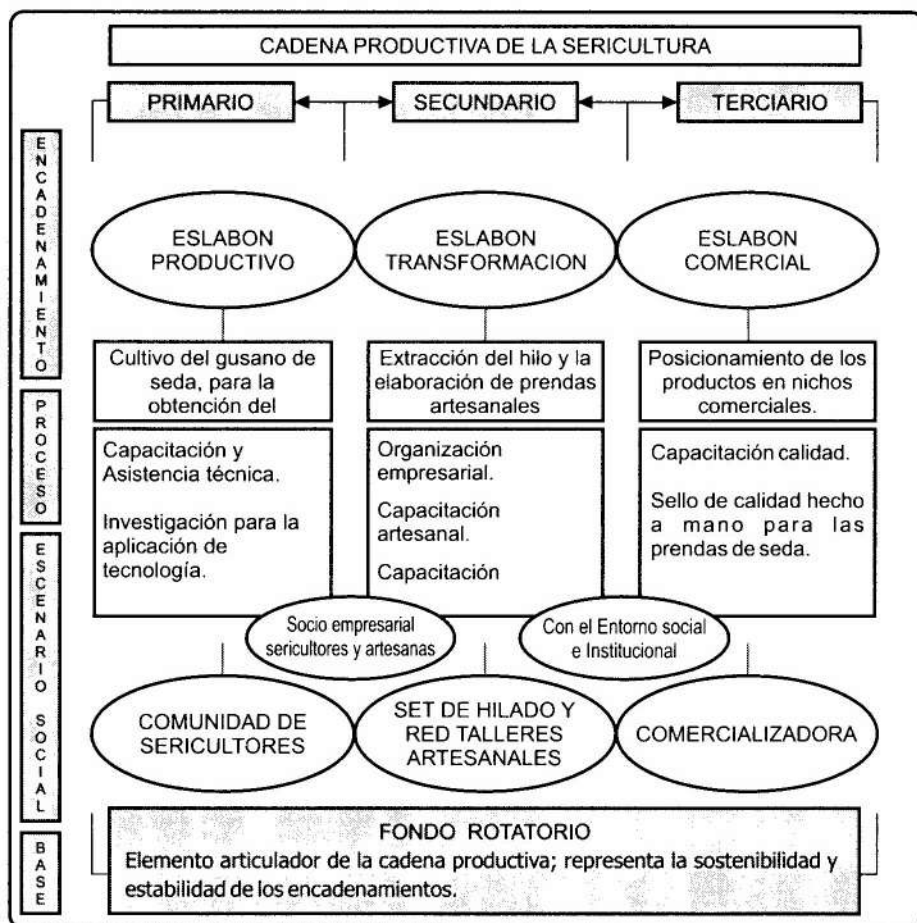 CADENA PRODUCTIVA DE LA SERICULTURA
PRIMARIO
SECUNDARIO
TERCIARIO
ENCADENAMIENTO
ESLABON
PRODUCTIVO
ESLABON
TRANSFORMACION
ESLABON
COMERCIAL
PROCESO
Cultivo del gusano de
seda, para la
obtención del
Extracción del hilo y la
elaboración de prendas
artesanales
Posicionamiento de los
productos en nichos
comerciales.
Capacitación y
Asistencia técnica.
Investigación para la
aplicación de
tecnología.
Organización
empresarial.
Capacitación
artesanal.
Capacitación
Capacitación calidad.
Sello de calidad hecho
a mano para las
prendas de seda.
ESCENARIO SOCIAL
Socio empresarial
sericultores y artesanas
Con el Entorno social
e Institucional
COMUNIDAD DE
SERICULTORES
SET DE HILADO Y
RED TALLERES
ARTESANALES
COMERCIALIZADORA
BASE
FONDO ROTATORIO
Elemento articulador de la cadena productiva; representa la sostenibilidad y
estabilidad de los encadenamientos.